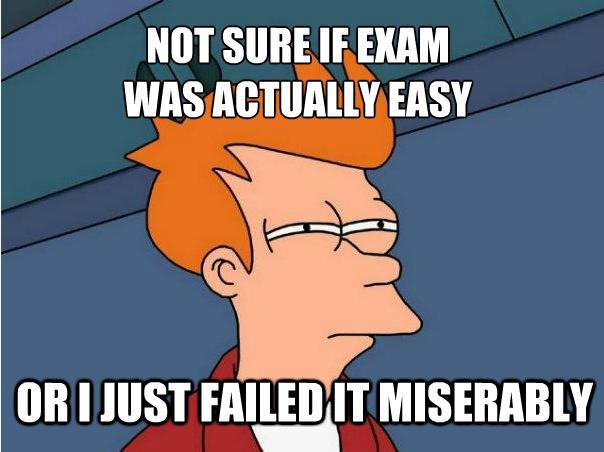 NOT SURE IF EXAM
WAS ACTUALLY EASY
OR I JUST FAILED IT MISERABLY